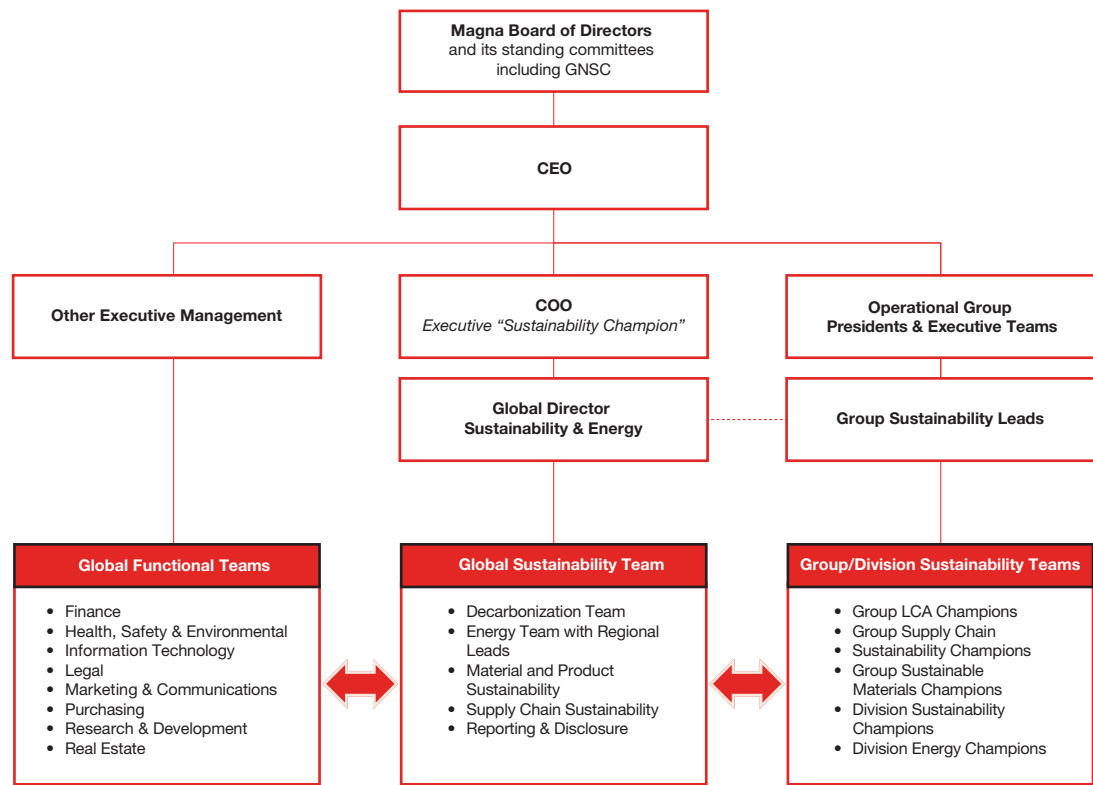 Magna Board of Directors
and its standing committees
including GNSC
CEO
Other Executive Management
COO
Executive “Sustainability Champion”
Operational Group
Presidents & Executive Teams
Global Director
Sustainability & Energy
Group Sustainability Leads
Global Functional Teams
• Finance
• Health, Safety & Environmental
• Information Technology
• Legal
• Marketing & Communications
• Purchasing
• Research & Development
• Real Estate
Global Sustainability Team
• Decarbonization Team
• Energy Team with Regional
Leads
• Material and Product
Sustainability
• Supply Chain Sustainability
• Reporting & Disclosure
Group/Division Sustainability Teams
• Group LCA Champions
• Group Supply Chain
• Sustainability Champions
• Group Sustainable
Materials Champions
• Division Sustainability
Champions
• Division Energy Champions